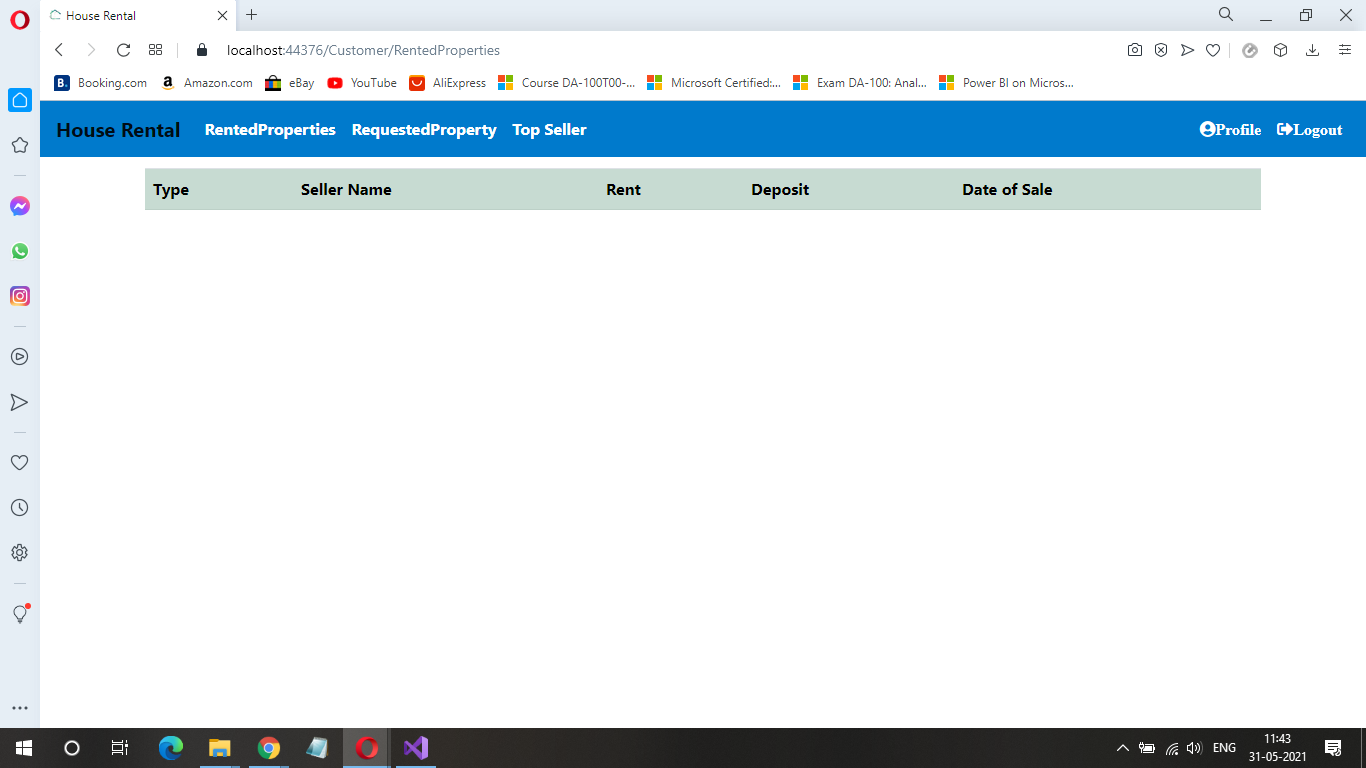 House Rental
localhost:44376/Customer/RentedProperties
Booking.com Amazon.com eBay YouTube AliExpress Course DA-100T00-... Microsoft Certified:... Exam DA-100: Anal... Power BI on Micros...
House Rental RentedProperties RequestedProperty Top Seller Profile Logout
Type Seller Name Rent Deposit Date of Sale
ENG 11:43
31-05-2021